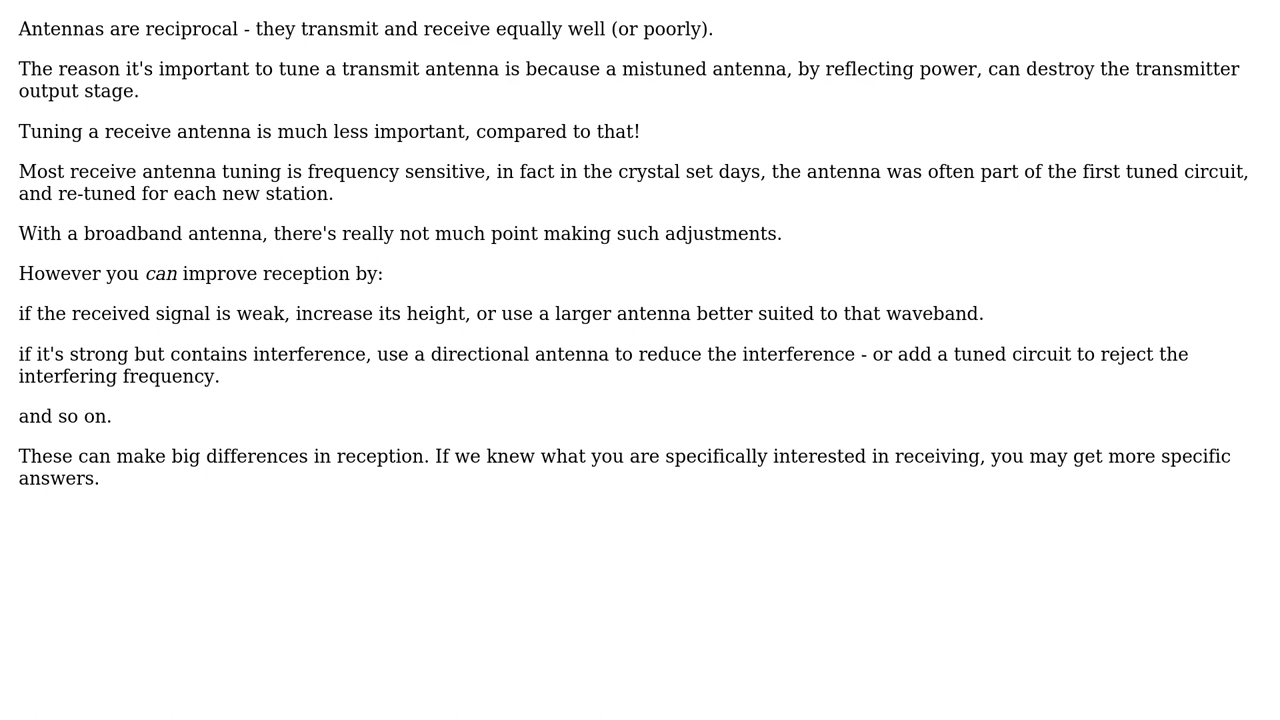 Antennas are reciprocal - they transmit and receive equally well (or poorly).
The reason it's important to tune a transmit antenna is because a mistuned antenna, by reflecting power, can destroy the transmitter
output stage.
Tuning a receive antenna is much less important, compared to that!
Most receive antenna tuning is frequency sensitive, in fact in the crystal set days, the antenna was often part of the first tuned circuit,
and re-tuned for each new station.
With a broadband antenna, there's really not much point making such adjustments.
However you can improve reception by:
if the received signal is weak, increase its height, or use a larger antenna better suited to that waveband.
if it's strong but contains interference, use a directional antenna to reduce the interference - or add a tuned circuit to reject the
interfering frequency.
and so on.
These can make big differences in reception. If we knew what you are specifically interested in receiving, you may get more specific
answers.